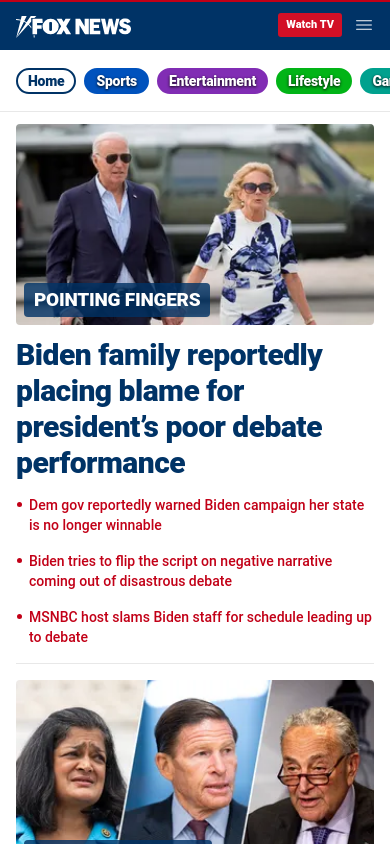 FOX NEWS
Watch TV
Home
Sports
Entertainment
Lifestyle
Ga
POINTING FINGERS
Biden family reportedly
placing blame for
president's poor debate
performance
• Dem gov reportedly warned Biden campaign her state
is no longer winnable
• Biden tries to flip the script on negative narrative
coming out of disastrous debate
• MSNBC host slams Biden staff for schedule leading up
to debate